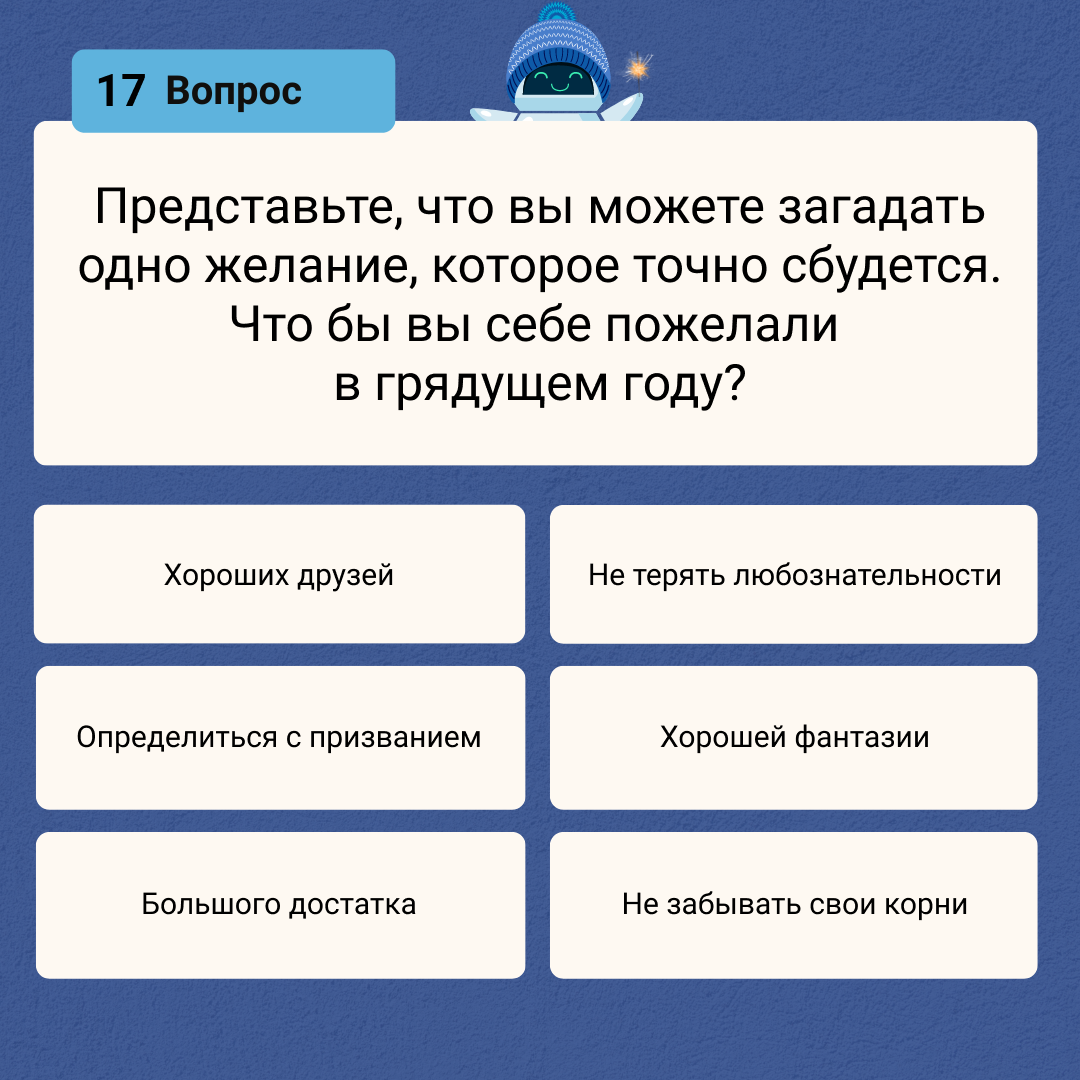 17 Вопрос
Представьте, что вы можете загадать
одно желание, которое точно сбудется.
Что бы вы себе пожелали
в грядущем году?
Хороших друзей
Не терять любознательности
Определиться с призванием
Хорошей фантазии
Большого достатка
Не забывать свои корни